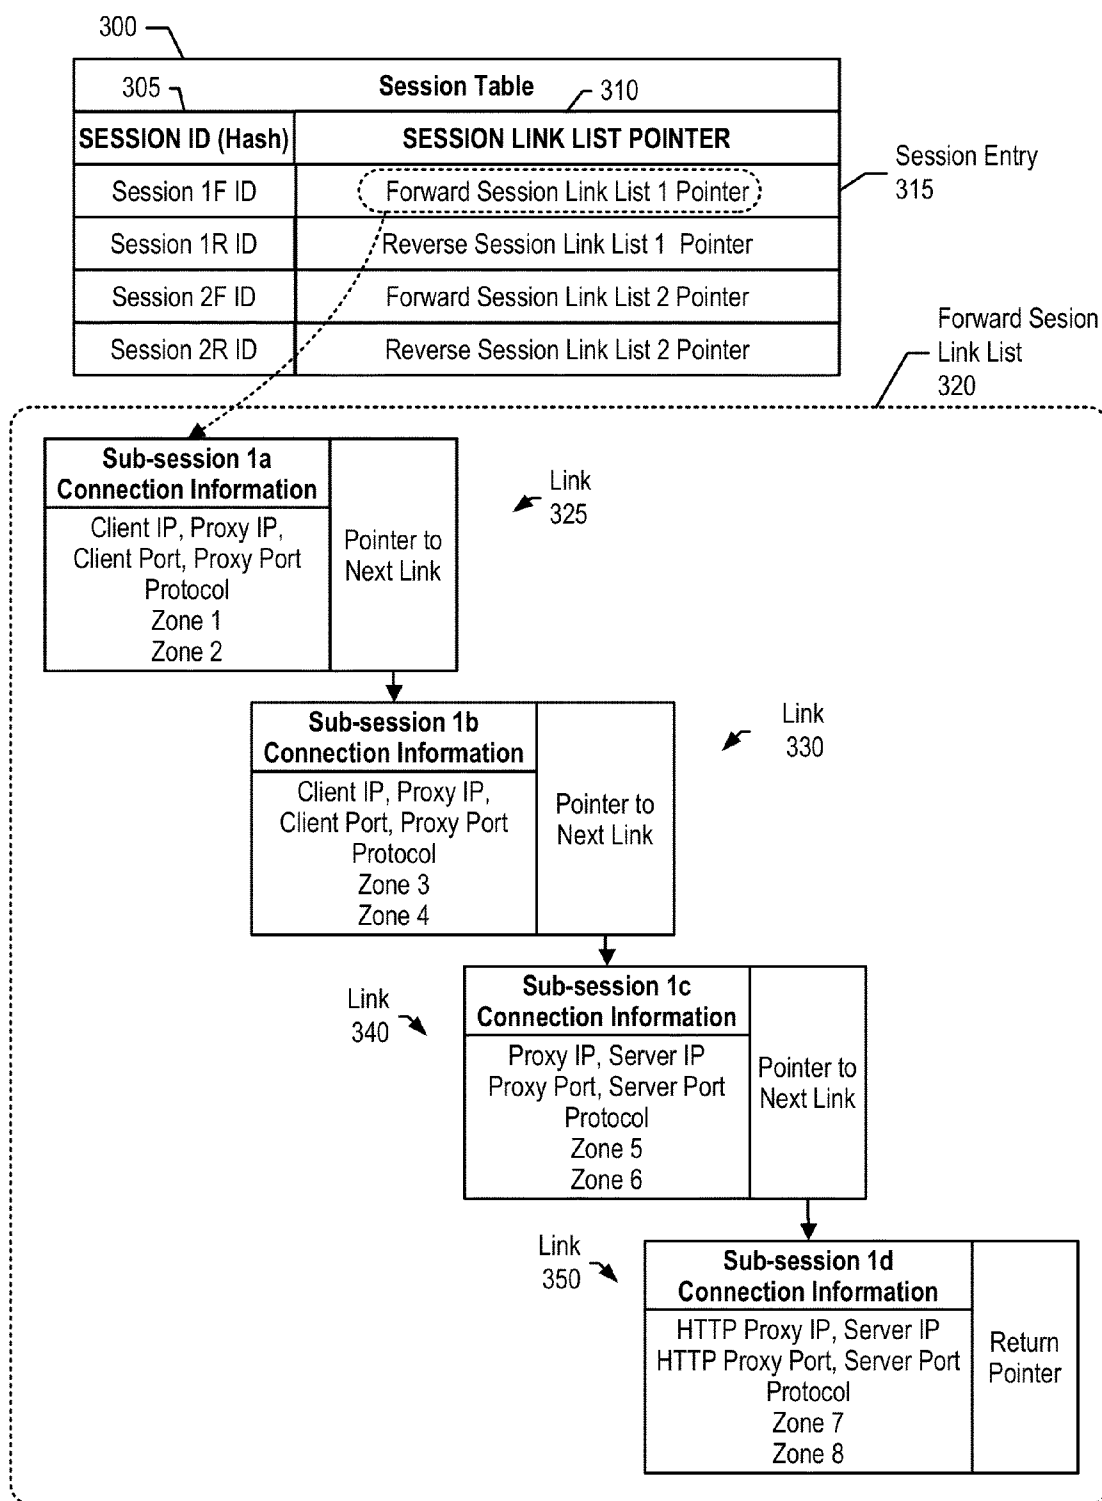 300
Session Table
305
310
SESSION ID (Hash)
SESSION LINK LIST POINTER
Session 1F ID
Forward Session Link List 1 Pointer
Session Entry
315
Session 1R ID
Reverse Session Link List 1 Pointer
Session 2F ID
Forward Session Link List 2 Pointer
Session 2R ID
Reverse Session Link List 2 Pointer
Forward Sesion
Link List
320
Sub-session 1a
Connection Information
Client IP, Proxy IP,
Client Port, Proxy Port
Protocol
Zone 1
Zone 2
Pointer to
Next Link
Link
325
Sub-session 1b
Connection Information
Client IP, Proxy IP,
Client Port, Proxy Port
Protocol
Zone 3
Zone 4
Pointer to
Next Link
Link
330
Link
340
Sub-session 1c
Connection Information
Proxy IP, Server IP
Proxy Port, Server Port
Protocol
Zone 5
Zone 6
Pointer to
Next Link
Link
350
Sub-session 1d
Connection Information
HTTP Proxy IP, Server IP
HTTP Proxy Port, Server Port
Protocol
Zone 7
Zone 8
Return
Pointer